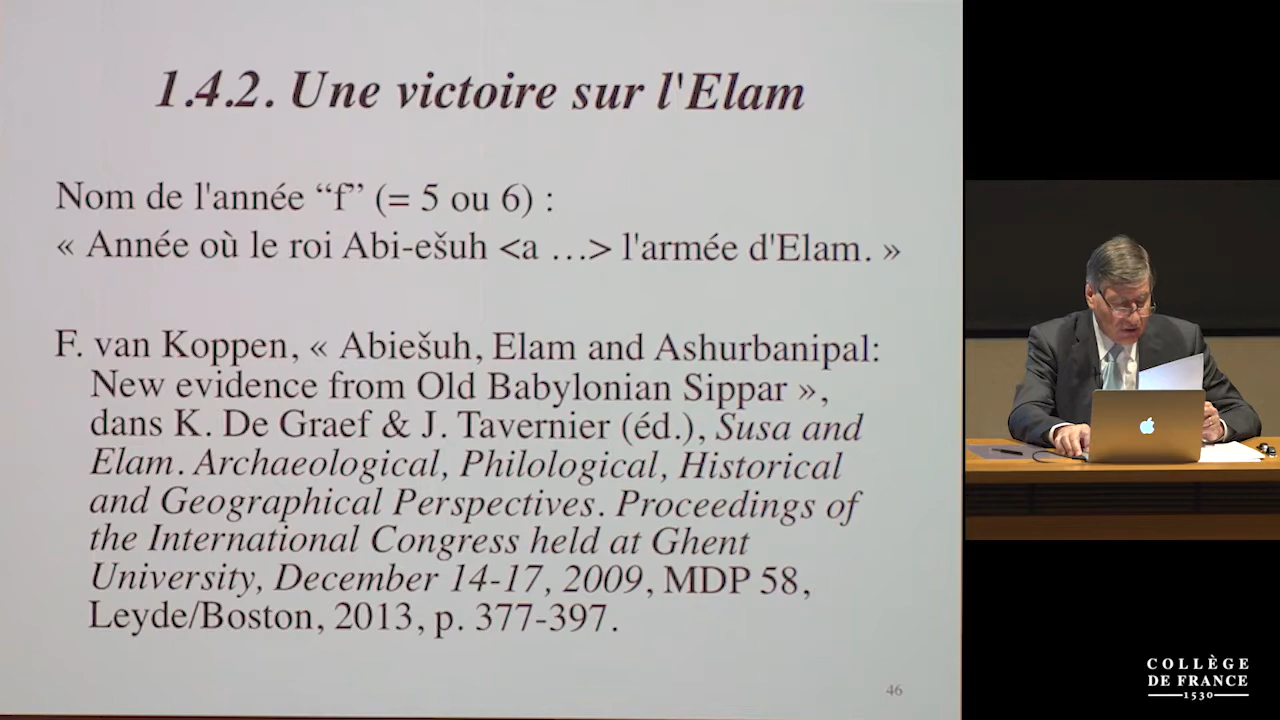 1.4.2. Une victoire sur l'Elam
Nom de l'année “f” (= 5 ou 6) :
« Année où le roi Abi-ešuh <a …> l'armée d'Elam. »
F. van Koppen, « Abiešuh, Elam and Ashurbanipal:
New evidence from Old Babylonian Sippar »,
dans K. De Graef & J. Tavernier (éd.), Susa and
Elam. Archaeological, Philological, Historical
and Geographical Perspectives. Proceedings of
the International Congress held at Ghent
University, December 14-17, 2009, MDP 58,
Leyde/Boston, 2013, p. 377-397.
46
COLLÈGE
DE FRANCE
1530